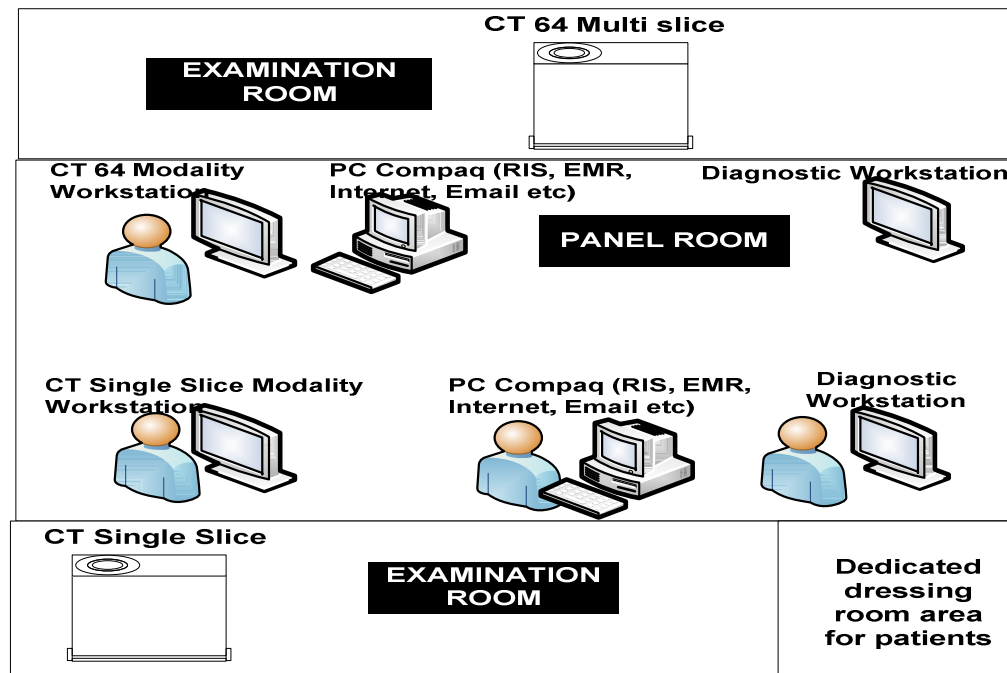 CT 64 Multi slice
EXAMINATION
ROOM
CT 64 Modality
Workstation
PC Compaq (RIS, EMR,
Internet, Email etc)
Diagnostic Workstation
PANEL ROOM
CT Single Slice Modality
Workstation
PC Compaq (RIS, EMR,
Internet, Email etc)
Diagnostic
Workstation
CT Single Slice
EXAMINATION
ROOM
Dedicated
dressing
room area
for patients